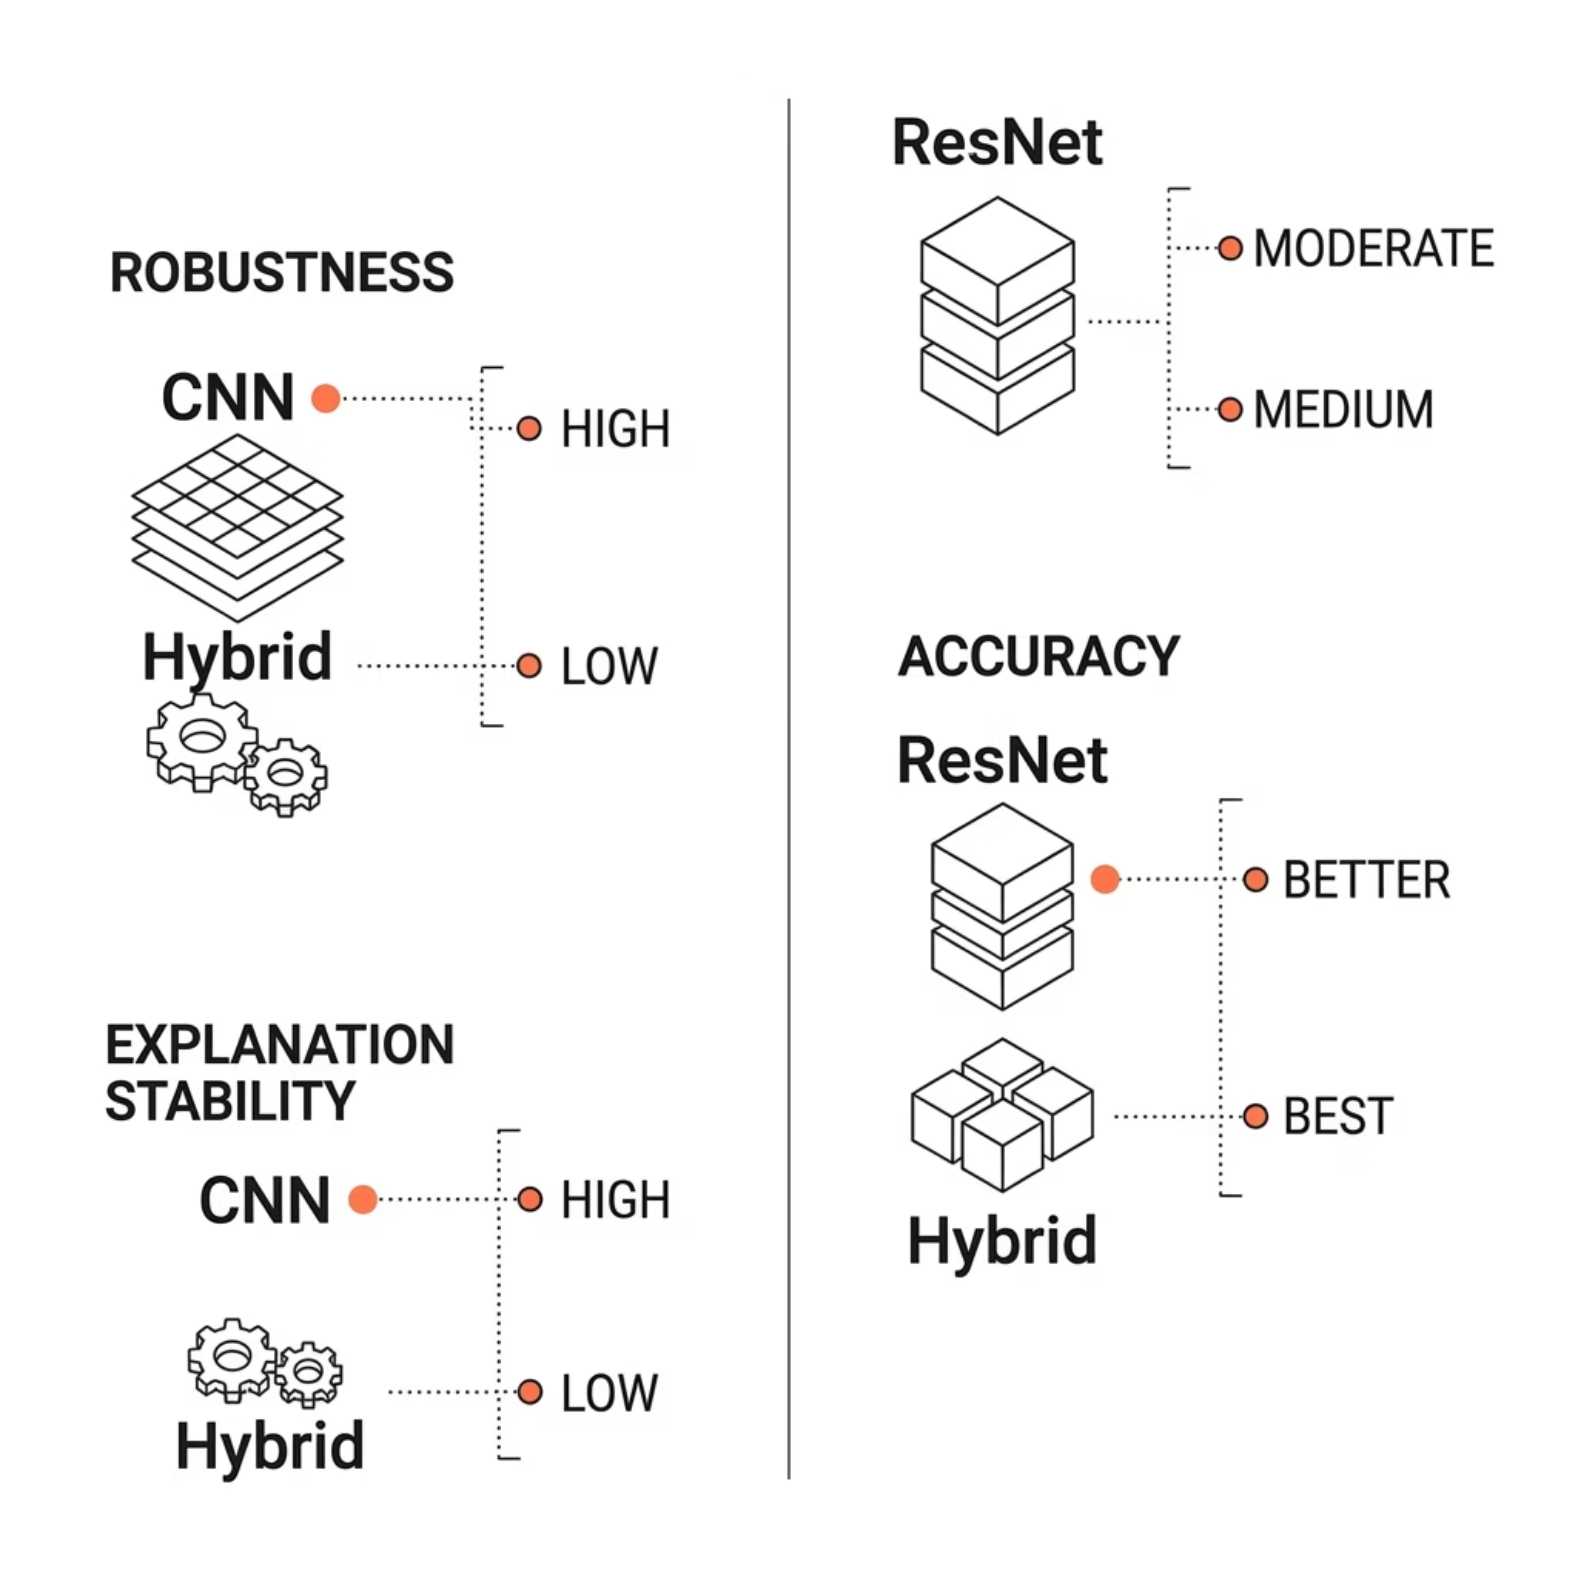 ROBUSTNESS
CNN
HIGH
Hybrid
LOW
EXPLANATION
STABILITY
CNN
HIGH
LOW
Hybrid
ResNet
MODERATE
MEDIUM
ACCURACY
ResNet
BETTER
BEST
Hybrid